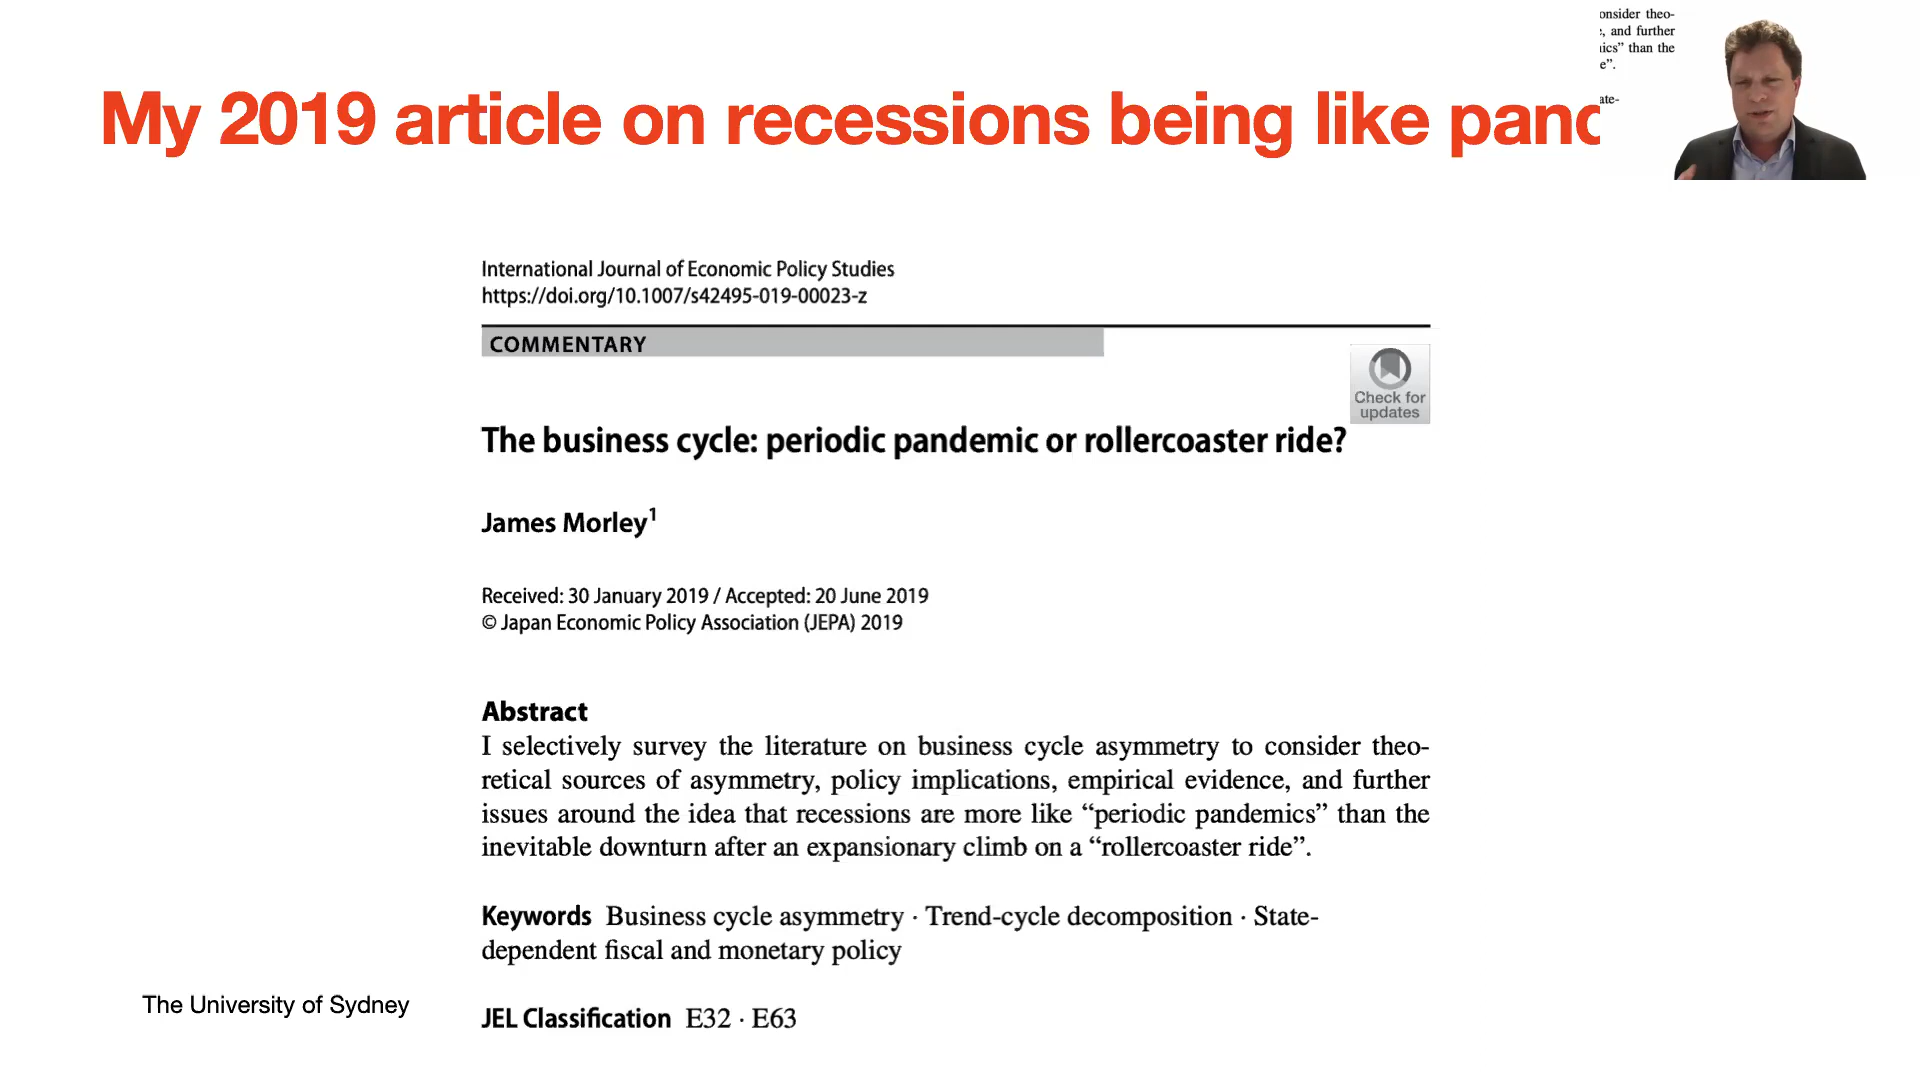 onsider theo-
, and further
ics” than the
e”.
ate-
My 2019 article on recessions being like pand
International Journal of Economic Policy Studies
https://doi.org/10.1007/s42495-019-00023-z
COMMENTARY
Check for
updates
The business cycle: periodic pandemic or rollercoaster ride?
James Morley1
Received: 30 January 2019 / Accepted: 20 June 2019
© Japan Economic Policy Association (JEPA) 2019
Abstract
I selectively survey the literature on business cycle asymmetry to consider theo-
retical sources of asymmetry, policy implications, empirical evidence, and further
issues around the idea that recessions are more like “periodic pandemics” than the
inevitable downturn after an expansionary climb on a “rollercoaster ride”.
Keywords Business cycle asymmetry · Trend-cycle decomposition · State-
dependent fiscal and monetary policy
The University of Sydney
JEL Classification E32 · E63